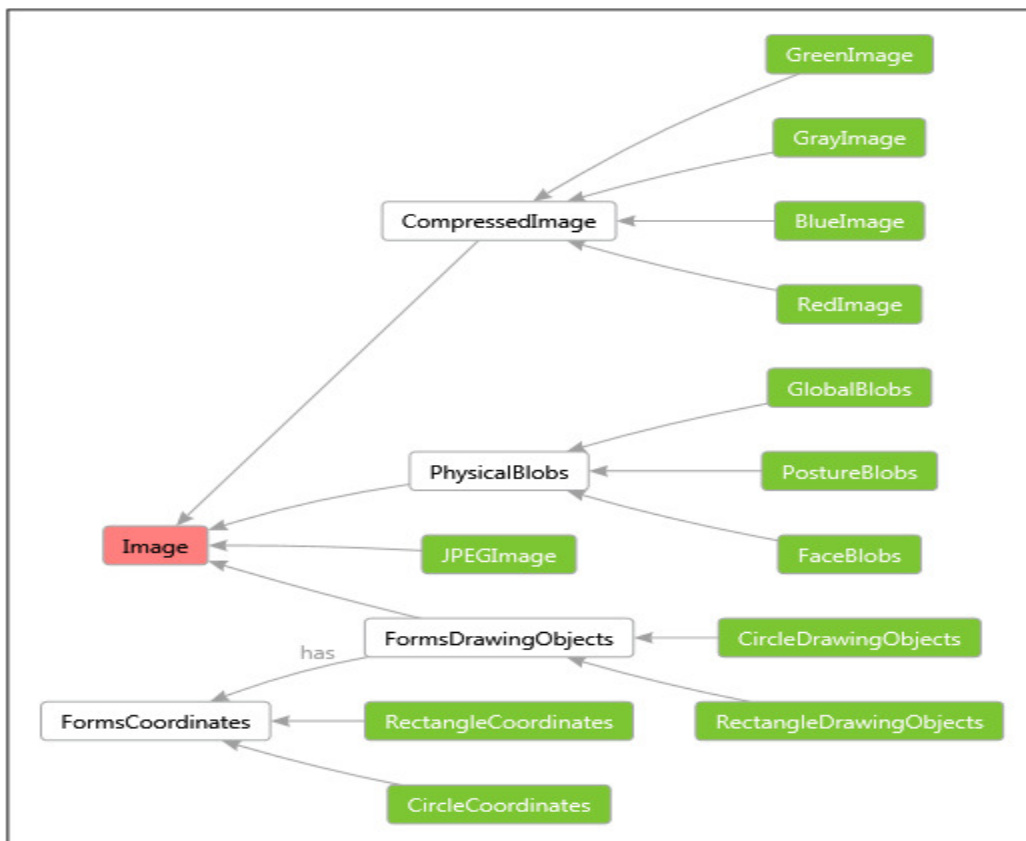 GreenImage
GrayImage
CompressedImage
BlueImage
RedImage
GlobalBlobs
PhysicalBlobs
PostureBlobs
Image
JPEGImage
FaceBlobs
FormsDrawingObjects
CircleDrawingObjects
has
FormsCoordinates
RectangleCoordinates
RectangleDrawingObjects
CircleCoordinates